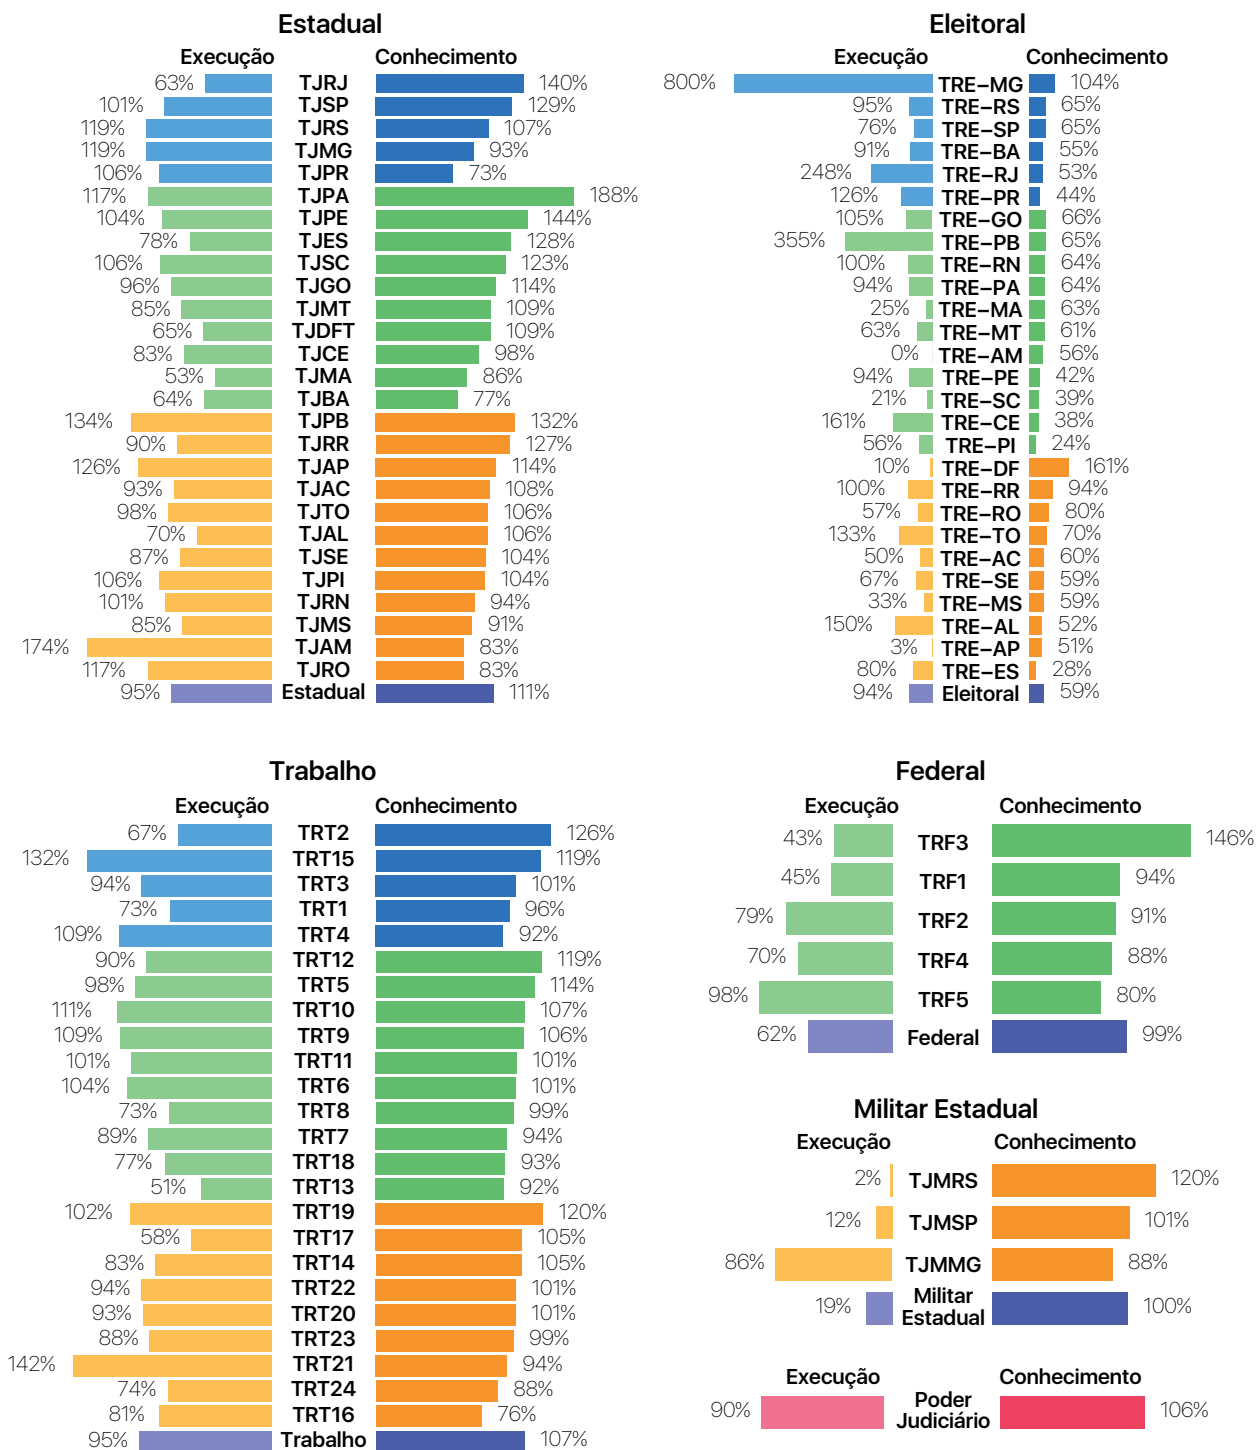 Estadual
Execução Conhecimento
63% TJRJ 140%
101% TJSP 129%
119% TJRS 107%
119% TJMG 93%
106% TJPR 73%
117% TJPA 188%
104% TJPE 144%
78% TJES 128%
106% TJSC 123%
96% TJGO 114%
85% TJMT 109%
65% TJDFT 109%
83% TJCE 98%
53% TJMA 86%
64% TJBA 77%
134% TJPB 132%
90% TJRR 127%
126% TJAP 114%
93% TJAC 108%
98% TJTO 106%
70% TJAL 106%
87% TJSE 104%
106% TJPI 104%
101% TJRN 94%
85% TJMS 91%
174% TJAM 83%
117% TJRO 83%
95% Estadual 111%
Eleitoral
Execução Conhecimento
800% TRE–MG 104%
95% TRE–RS 65%
76% TRE–SP 65%
91% TRE–BA 55%
248% TRE–RJ 53%
126% TRE–PR 44%
105% TRE–GO 66%
355% TRE–PB 65%
100% TRE–RN 64%
94% TRE–PA 64%
25% TRE–MA 63%
63% TRE–MT 61%
0% TRE–AM 56%
94% TRE–PE 42%
21% TRE–SC 39%
161% TRE–CE 38%
56% TRE–PI 24%
10% TRE–DF 161%
100% TRE–RR 94%
57% TRE–RO 80%
133% TRE–TO 70%
50% TRE–AC 60%
67% TRE–SE 59%
33% TRE–MS 59%
150% TRE–AL 52%
3% TRE–AP 51%
80% TRE–ES 28%
94% Eleitoral 59%
Trabalho
Execução Conhecimento
67% TRT2 126%
132% TRT15 119%
94% TRT3 101%
73% TRT1 96%
109% TRT4 92%
90% TRT12 119%
98% TRT5 114%
111% TRT10 107%
109% TRT9 106%
101% TRT11 101%
104% TRT6 101%
73% TRT8 99%
89% TRT7 94%
77% TRT18 93%
51% TRT13 92%
102% TRT19 120%
58% TRT17 105%
83% TRT14 105%
94% TRT22 101%
93% TRT20 101%
88% TRT23 99%
142% TRT21 94%
74% TRT24 88%
81% TRT16 76%
95% Trabalho 107%
Federal
Execução Conhecimento
43% TRF3 146%
45% TRF1 94%
79% TRF2 91%
70% TRF4 88%
98% TRF5 80%
62% Federal 99%
Militar Estadual
Execução Conhecimento
2% TJMRS 120%
12% TJMSP 101%
86% TJMMG 88%
19% Militar 100%
Estadual
Execução Conhecimento
90% Poder 106%
Judiciário